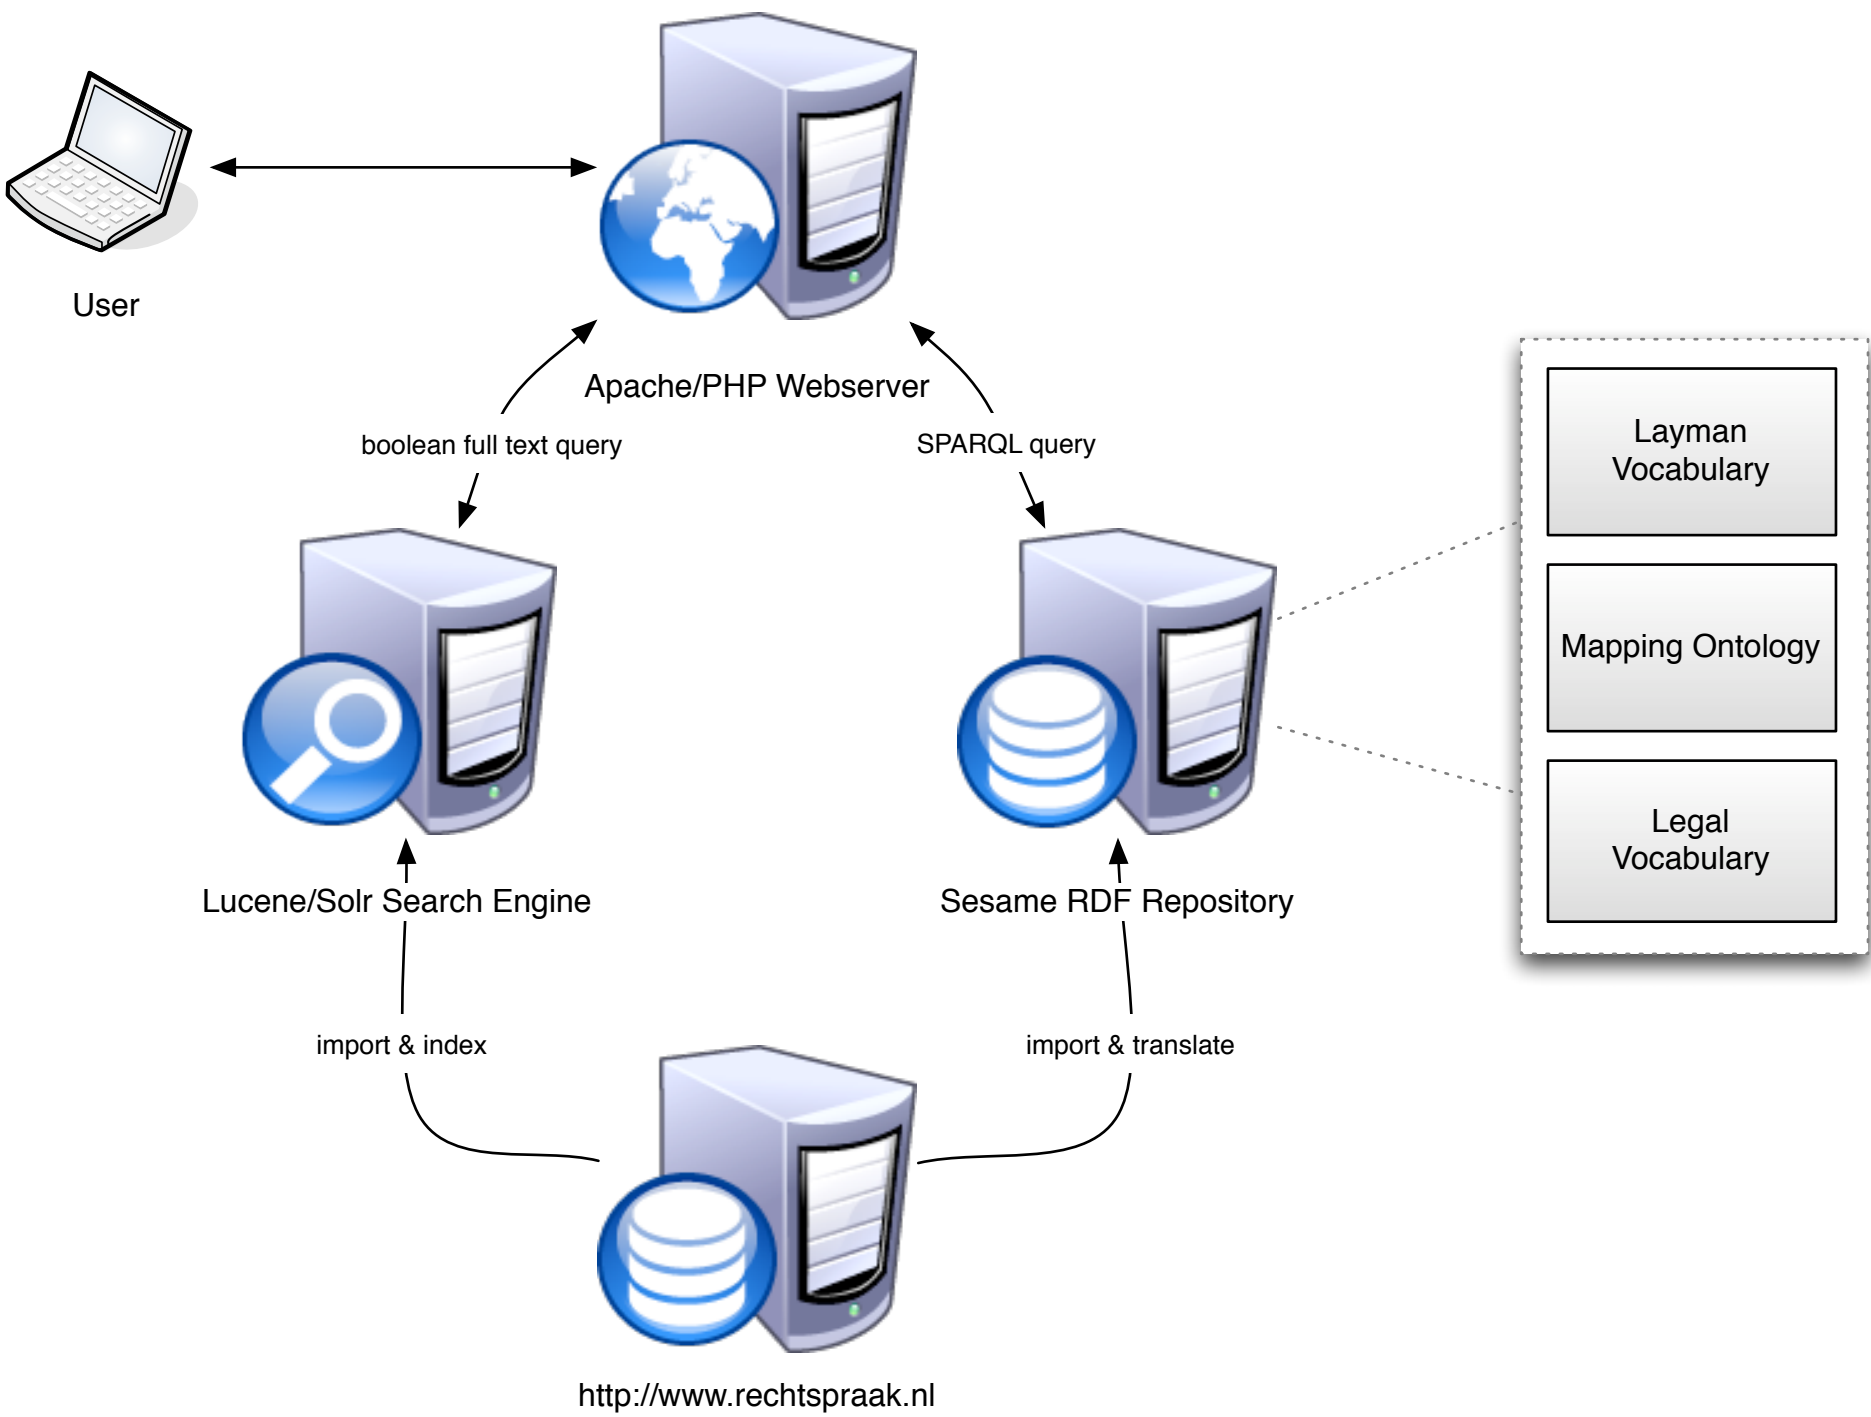 User
Apache/PHP Webserver
boolean full text query
SPARQL query
Layman
Vocabulary
Mapping Ontology
Legal
Vocabulary
Lucene/Solr Search Engine
Sesame RDF Repository
import & index
import & translate
http://www.rechtspraak.nl